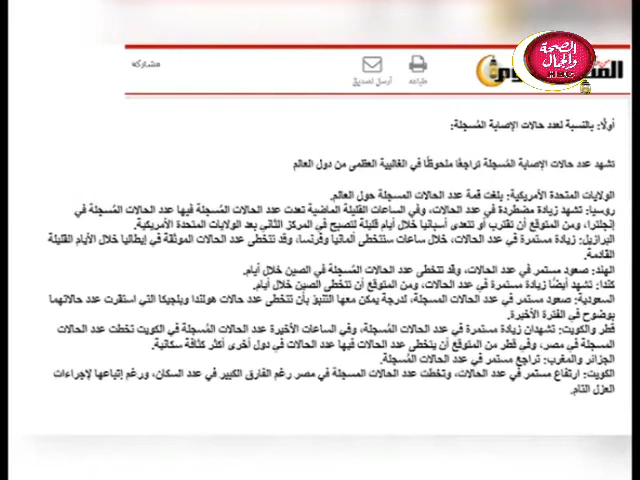 الصحة
والجمال
مشاركه
أرسل لصديق
طباعه
أولًا: بالنسبة لعدد حالات الإصابة المُسجلة:
تشهد عدد حالات الإصابة المُسجلة تراجعًا ملحوظًا في الغالبية العظمى من دول العالم
الولايات المتحدة الأمريكية: بلغت قمة عدد الحالات المسجلة حول العالم.
روسيا: تشهد زيادة مضطردة في عدد الحالات، وفي الساعات القليلة الماضية تعدت عدد الحالات المُسجلة فيها عدد الحالات المُسجلة في
إنجلترا، ومن المتوقع أن تقترب أو تتعدى أسبانيا خلال أيام قليلة لتصبح في المركز الثاني بعد الولايات المتحدة الأمريكية.
البرازيل: زيادة مستمرة في عدد الحالات، خلال ساعات ستتخطى ألمانيا وفرنسا، وقد تتخطى عدد الحالات الموثقة في إيطاليا خلال الأيام القليلة
القادمة.
الهند: صعود مستمر في عدد الحالات، وقد تتخطى عدد الحالات المُسجلة في الصين خلال أيام.
كندا: تشهد أيضًا زيادة مستمرة في عدد الحالات، ومن المتوقع أن تتخطى الصين خلال أيام.
السعودية: صعود مستمر في عدد الحالات المسجلة، لدرجة يمكن معها التنبؤ بأن تتخطى عدد حالات هولندا وبلجيكا التي استقرت عدد حالاتهما
بوضوح في الفترة الأخيرة.
قطر والكويت: تشهدان زيادة مستمرة في عدد الحالات المُسجلة، وفي الساعات الأخيرة عدد الحالات المُسجلة في الكويت تخطت عدد الحالات
المسجلة في مصر، وفي قطر من المتوقع أن يتخطى عدد الحالات فيها عدد الحالات في دول أخرى أكثر كثافة سكانية.
الجزائر والمغرب: تراجع مستمر في عدد الحالات المُسجلة.
الكويت: ارتفاع مستمر في عدد الحالات، وتخطت عدد الحالات المسجلة في مصر رغم الفارق الكبير في عدد السكان، ورغم إتباعها لإجراءات
العزل التام.